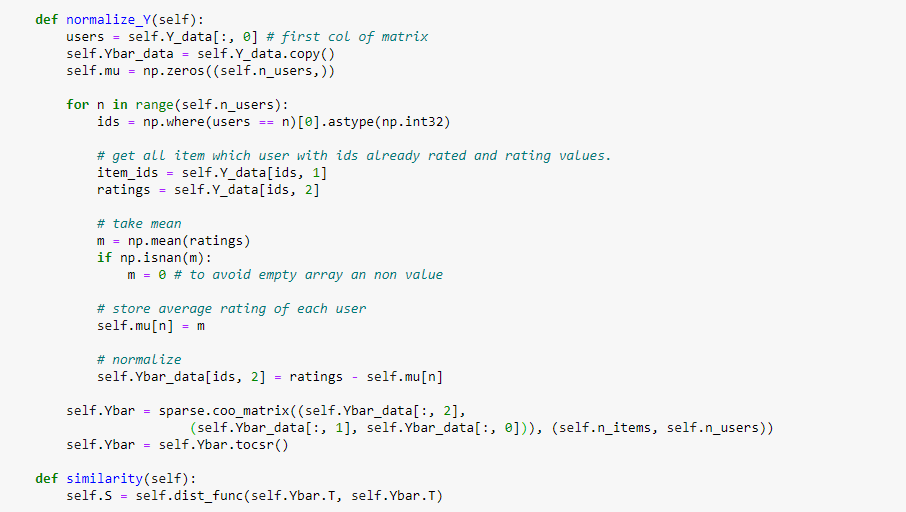 def normalize_Y(self):
    users = self.Y_data[:, 0] # first col of matrix
    self.Ybar_data = self.Y_data.copy()
    self.mu = np.zeros((self.n_users,))

    for n in range(self.n_users):
        ids = np.where(users == n)[0].astype(np.int32)

        # get all item which user with ids already rated and rating values.
        item_ids = self.Y_data[ids, 1]
        ratings = self.Y_data[ids, 2]

        # take mean
        m = np.mean(ratings)
        if np.isnan(m):
            m = 0 # to avoid empty array an non value

        # store average rating of each user
        self.mu[n] = m

        # normalize
        self.Ybar_data[ids, 2] = ratings - self.mu[n]

    self.Ybar = sparse.coo_matrix((self.Ybar_data[:, 2],
                    (self.Ybar_data[:, 1], self.Ybar_data[:, 0])), (self.n_items, self.n_users))
    self.Ybar = self.Ybar.tocsr()

def similarity(self):
    self.S = self.dist_func(self.Ybar.T, self.Ybar.T)